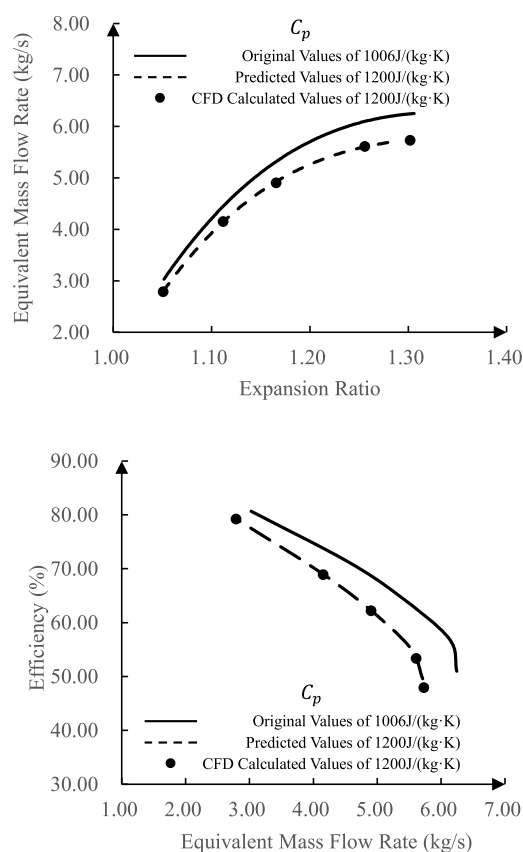 8.00
C_p
Original Values of 1006J/(kg·K)
7.00
Predicted Values of 1200J/(kg·K)
CFD Calculated Values of 1200J/(kg·K)
6.00
5.00
4.00
3.00
2.00
Equivalent Mass Flow Rate (kg/s)
1.00 1.10 1.20 1.30 1.40
Expansion Ratio
90.00
80.00
70.00
60.00
50.00
40.00
30.00
Efficiency (%)
C_p
Original Values of 1006J/(kg·K)
Predicted Values of 1200J/(kg·K)
CFD Calculated Values of 1200J/(kg·K)
1.00 2.00 3.00 4.00 5.00 6.00 7.00
Equivalent Mass Flow Rate (kg/s)